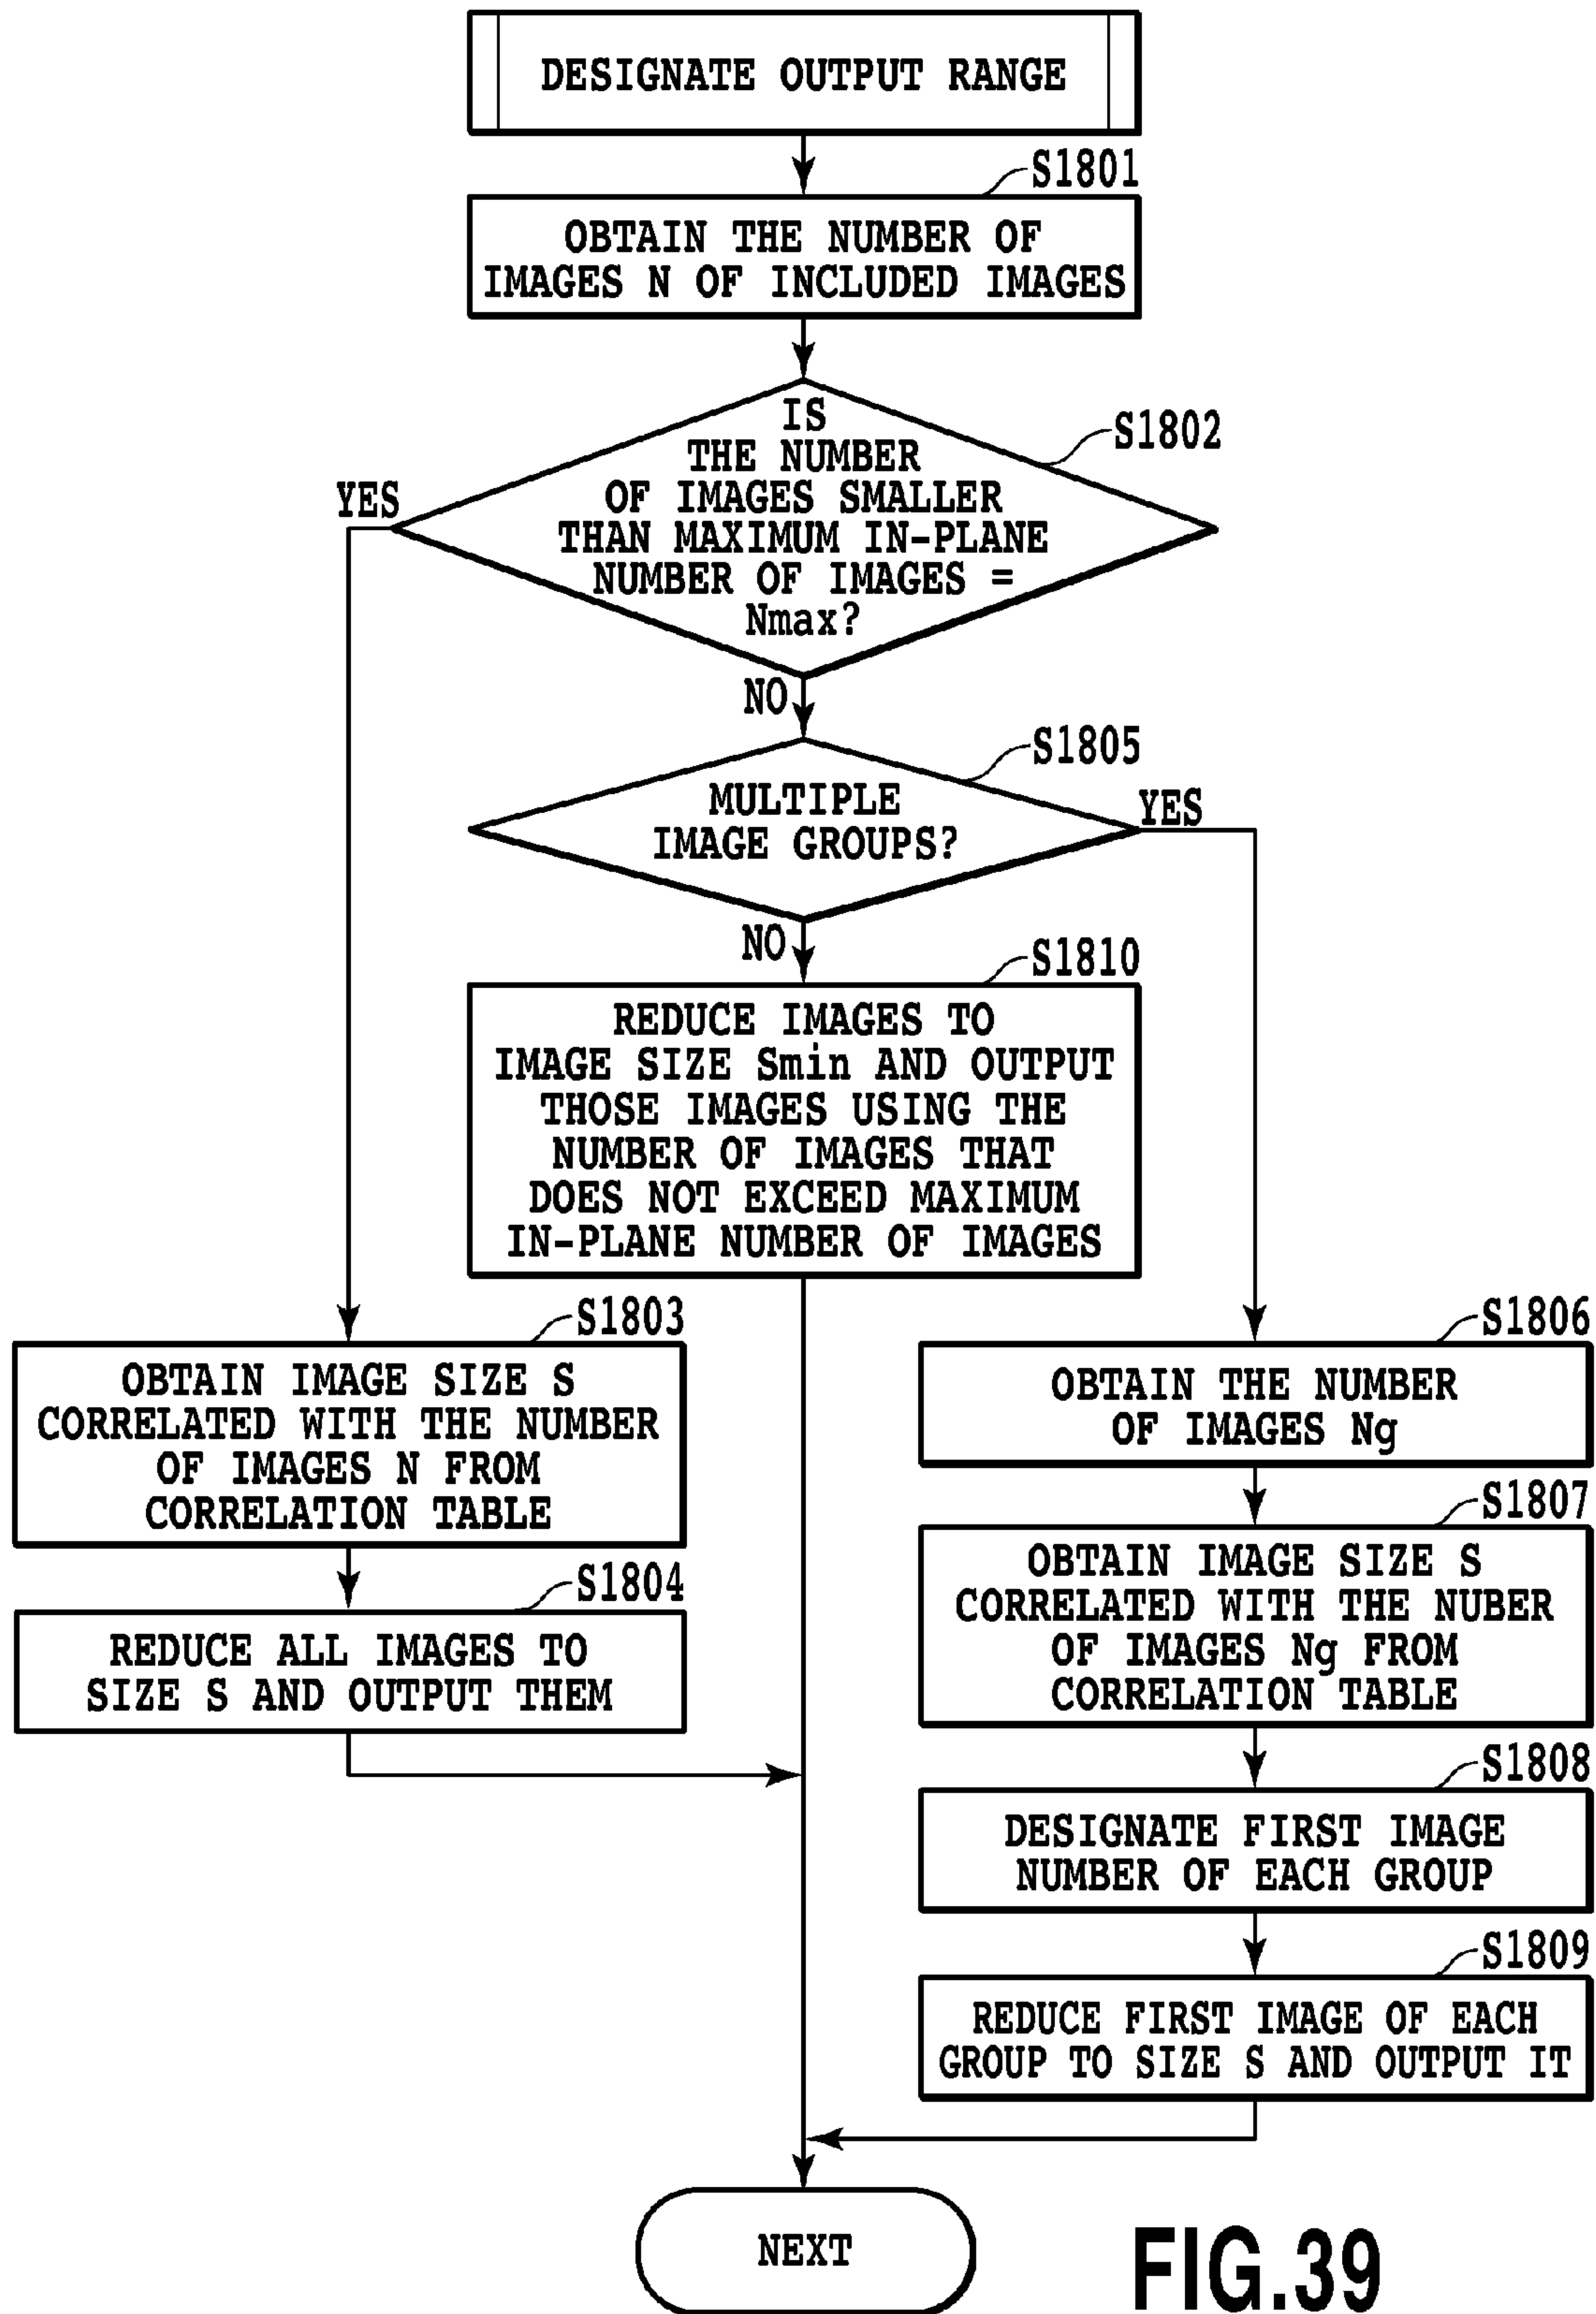 DESIGNATE OUTPUT RANGE
S1801
OBTAIN THE NUMBER OF
IMAGES N OF INCLUDED IMAGES
S1802
IS
THE NUMBER
OF IMAGES SMALLER
THAN MAXIMUM IN-PLANE
NUMBER OF IMAGES =
Nmax?
YES
NO
S1805
MULTIPLE
IMAGE GROUPS?
YES
NO
S1810
REDUCE IMAGES TO
IMAGE SIZE Smin AND OUTPUT
THOSE IMAGES USING THE
NUMBER OF IMAGES THAT
DOES NOT EXCEED MAXIMUM
IN-PLANE NUMBER OF IMAGES
S1803
OBTAIN IMAGE SIZE S
CORRELATED WITH THE NUMBER
OF IMAGES N FROM
CORRELATION TABLE
S1804
REDUCE ALL IMAGES TO
SIZE S AND OUTPUT THEM
S1806
OBTAIN THE NUMBER
OF IMAGES Ng
S1807
OBTAIN IMAGE SIZE S
CORRELATED WITH THE NUBER
OF IMAGES Ng FROM
CORRELATION TABLE
S1808
DESIGNATE FIRST IMAGE
NUMBER OF EACH GROUP
S1809
REDUCE FIRST IMAGE OF EACH
GROUP TO SIZE S AND OUTPUT IT
NEXT
FIG.39